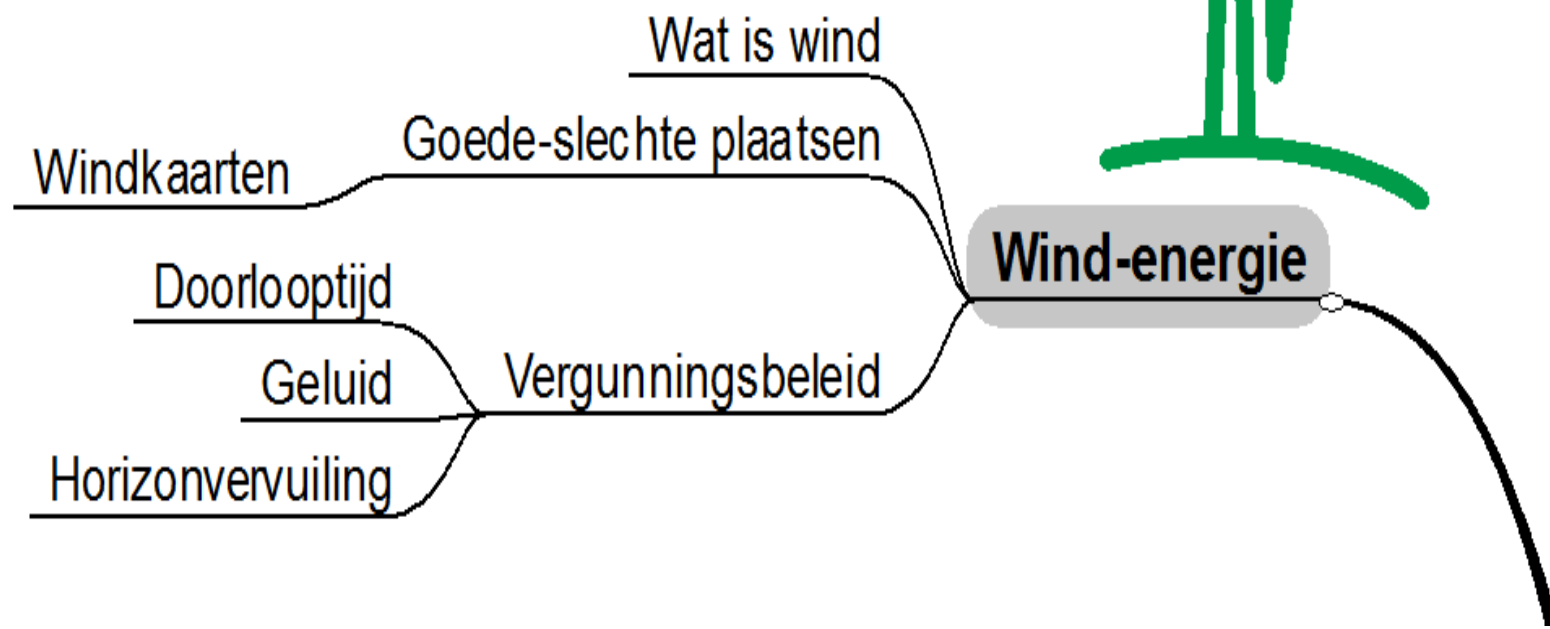 Wat is wind
Goede-slechte plaatsen
Windkaarten
Wind-energie
Doorlooptijd
Vergunningsbeleid
Geluid
Horizonvervuiling